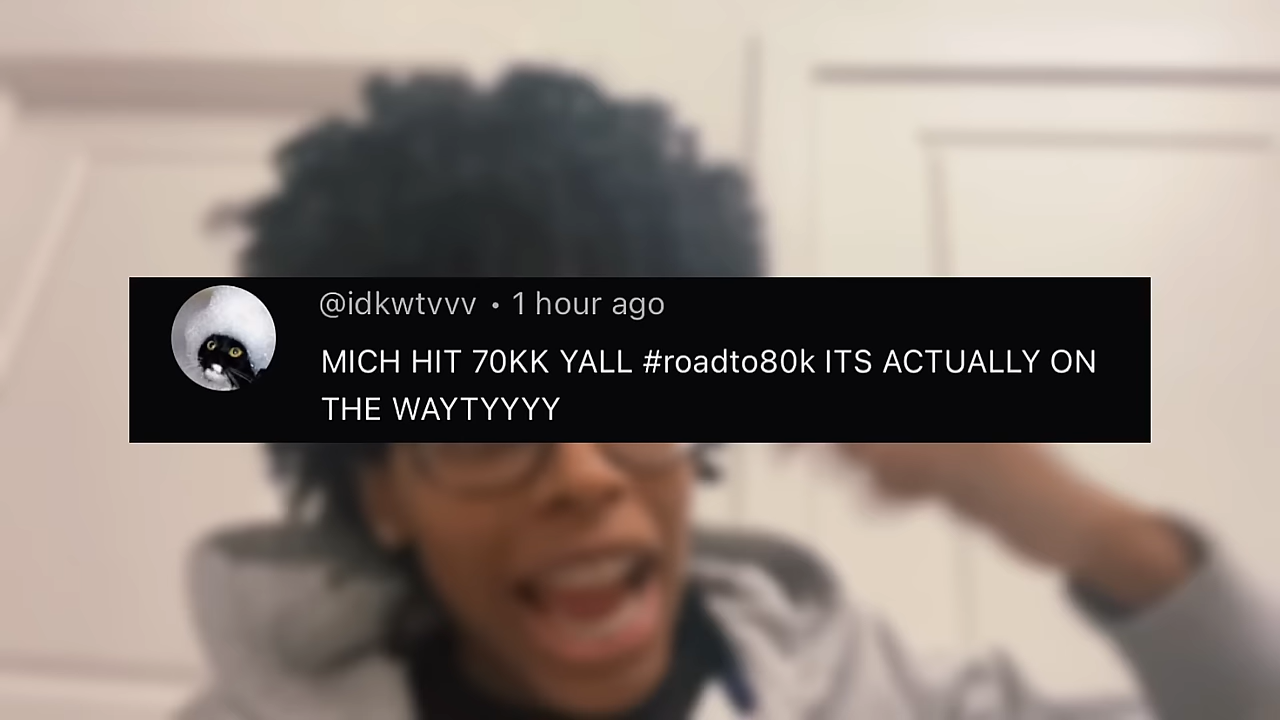 @idkwtvvv • 1 hour ago
MICH HIT 70KK YALL #roadto80k ITS ACTUALLY ON
THE WAYTYYYY